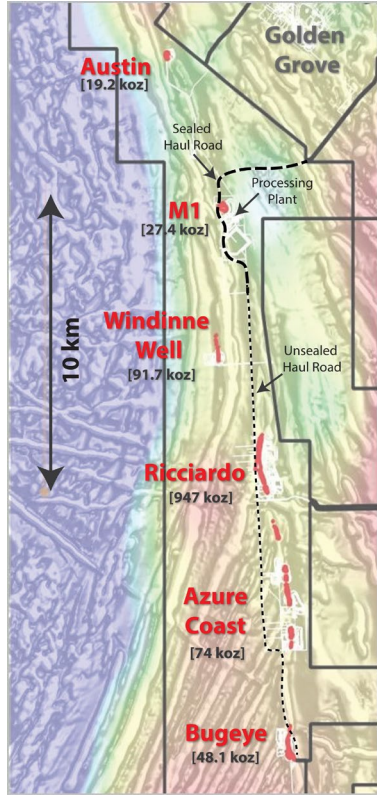 Golden
Grove
Austin
[19.2 koz]
Sealed
Haul Road
Processing
Plant
M1
[27.4 koz]
Windinne
Well
[91.7 koz]
10 km
Unsealed
Haul Road
Ricciardo
[947 koz]
Azure
Coast
[74 koz]
Bugeye
[48.1 koz]